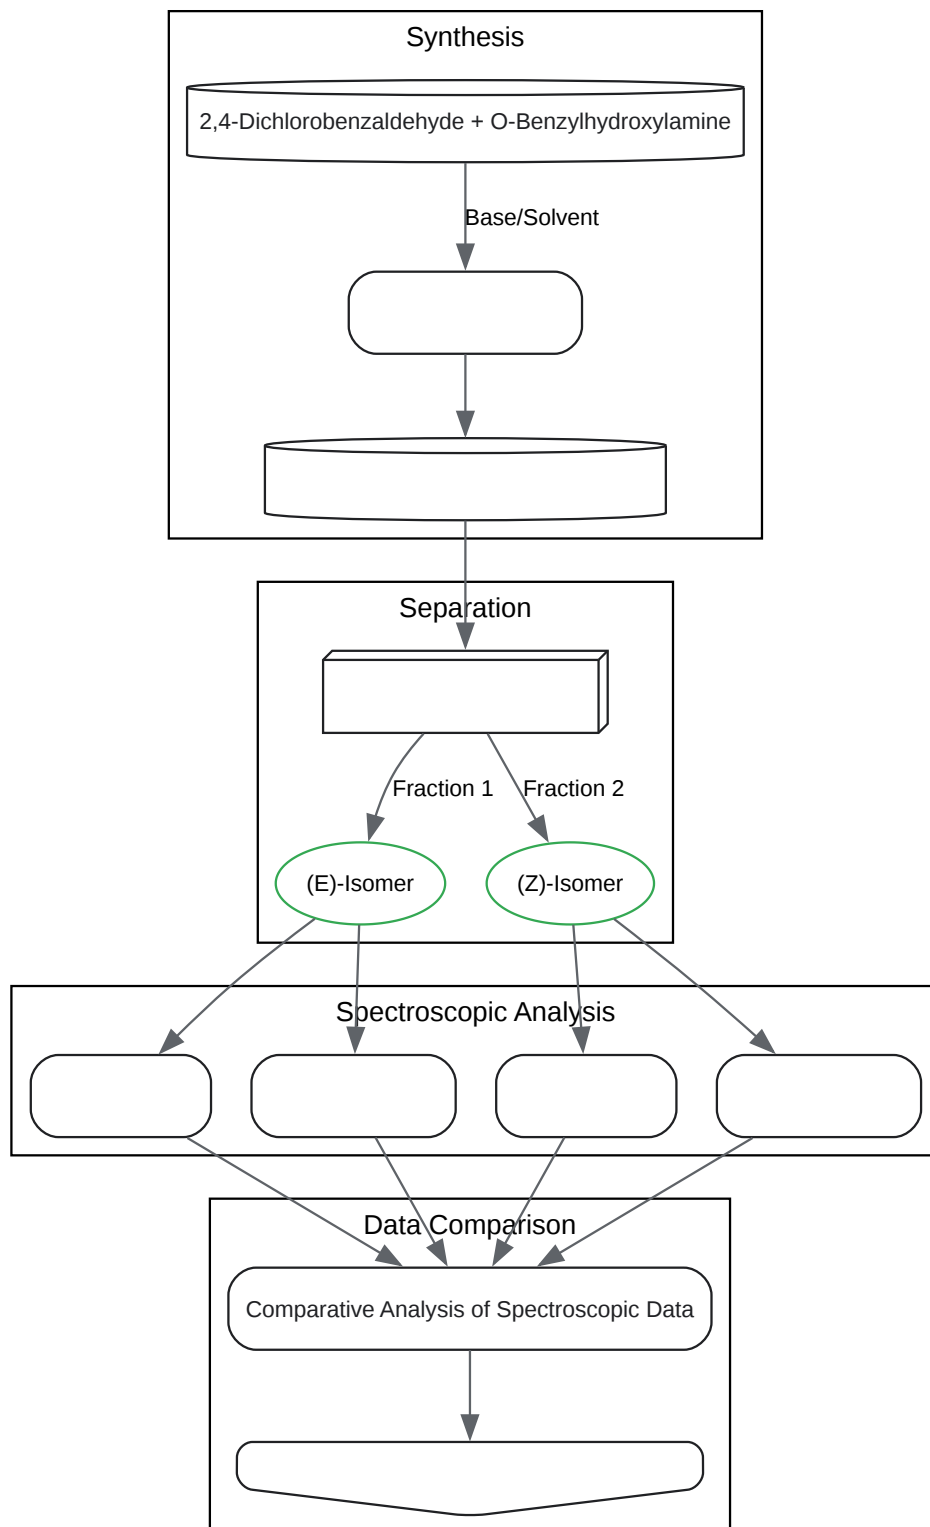 Synthesis
2,4-Dichlorobenzaldehyde + O-Benzylhydroxylamine
Base/Solvent
Separation
Fraction 1
Fraction 2
(E)-Isomer
(Z)-Isomer
Spectroscopic Analysis
Data Comparison
Comparative Analysis of Spectroscopic Data